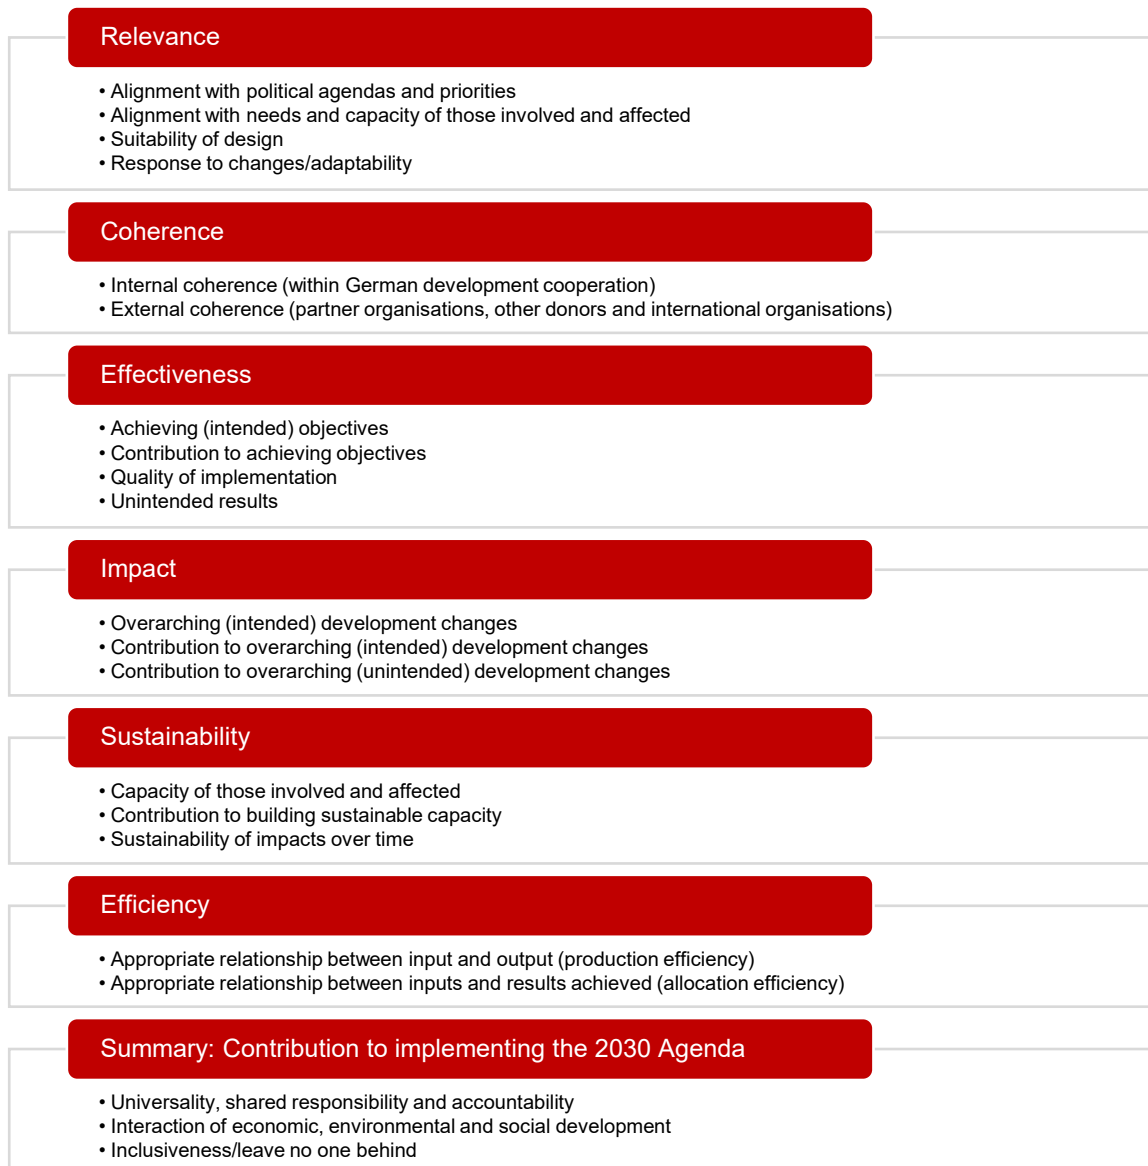 Relevance
• Alignment with political agendas and priorities
• Alignment with needs and capacity of those involved and affected
• Suitability of design
• Response to changes/adaptability
Coherence
• Internal coherence (within German development cooperation)
• External coherence (partner organisations, other donors and international organisations)
Effectiveness
• Achieving (intended) objectives
• Contribution to achieving objectives
• Quality of implementation
• Unintended results
Impact
• Overarching (intended) development changes
• Contribution to overarching (intended) development changes
• Contribution to overarching (unintended) development changes
Sustainability
• Capacity of those involved and affected
• Contribution to building sustainable capacity
• Sustainability of impacts over time
Efficiency
• Appropriate relationship between input and output (production efficiency)
• Appropriate relationship between inputs and results achieved (allocation efficiency)
Summary: Contribution to implementing the 2030 Agenda
• Universality, shared responsibility and accountability
• Interaction of economic, environmental and social development
• Inclusiveness/leave no one behind